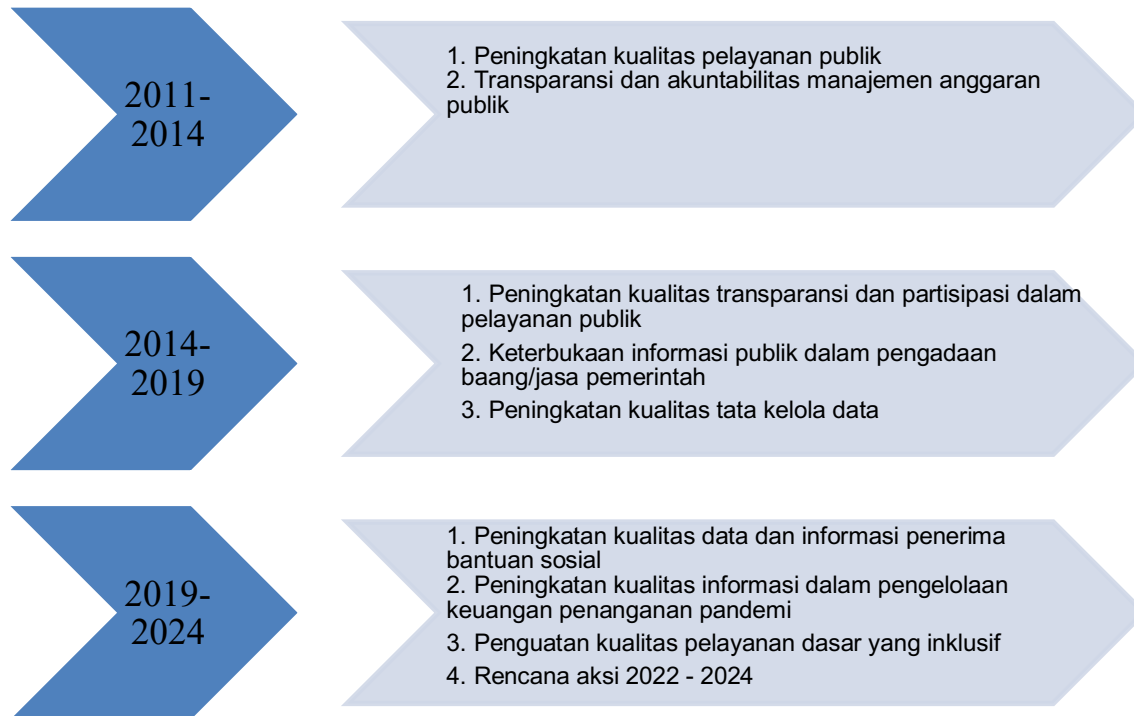 2011-
2014
1. Peningkatan kualitas pelayanan publik
2. Transparansi dan akuntabilitas manajemen anggaran
publik
2014-
2019
1. Peningkatan kualitas transparansi dan partisipasi dalam
pelayanan publik
2. Keterbukaan informasi publik dalam pengadaan
baang/jasa pemerintah
3. Peningkatan kualitas tata kelola data
2019-
2024
1. Peningkatan kualitas data dan informasi penerima
bantuan sosial
2. Peningkatan kualitas informasi dalam pengelolaan
keuangan penanganan pandemi
3. Penguatan kualitas pelayanan dasar yang inklusif
4. Rencana aksi 2022 - 2024